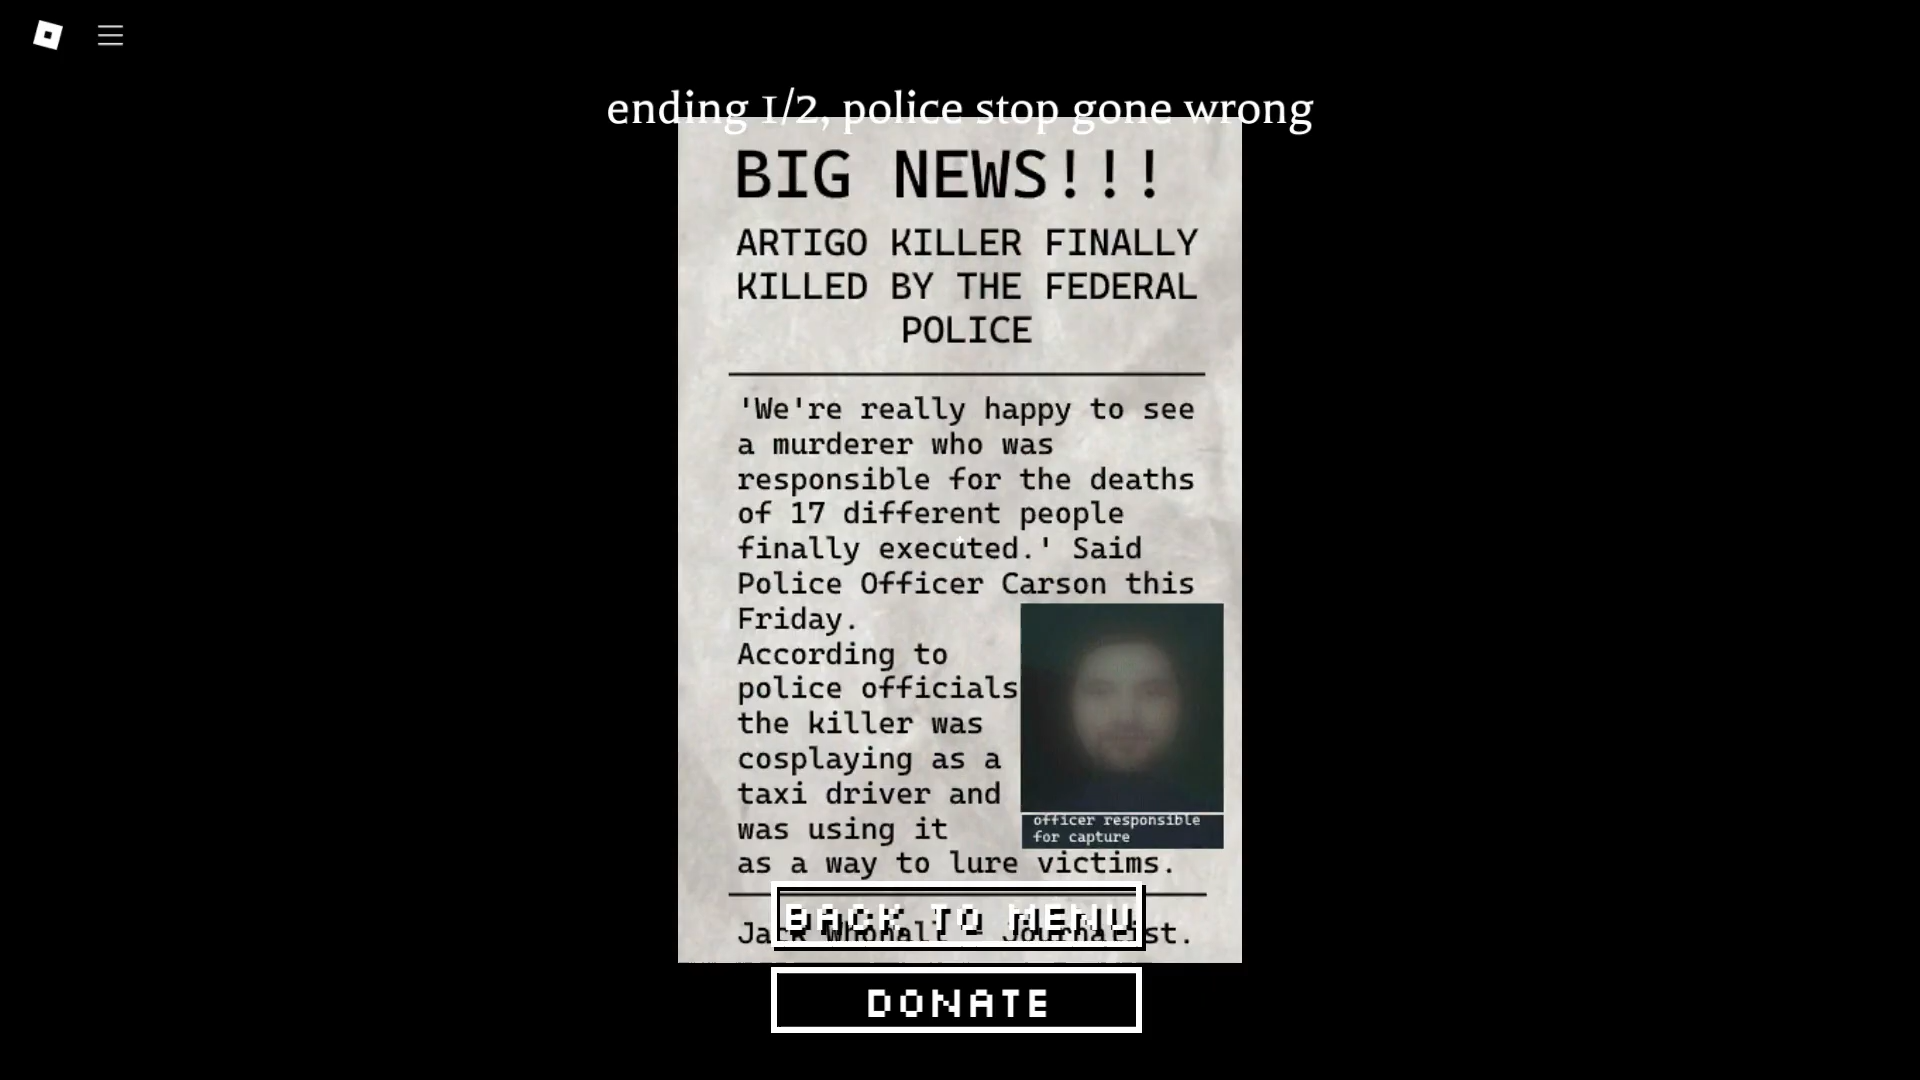 ending 1/2, police stop gone wrong
BIG NEWS!!!
ARTIGO KILLER FINALLY
KILLED BY THE FEDERAL
POLICE
'We're really happy to see
a murderer who was
responsible for the deaths
of 17 different people
finally executed.' Said
Police Officer Carson this
Friday.
According to
police officials
the killer was
cosplaying as a
taxi driver and
was using it
as a way to lure victims.
officer responsible
for capture
BACK TO MENU
Jack Whonall - Journalist.
DONATE